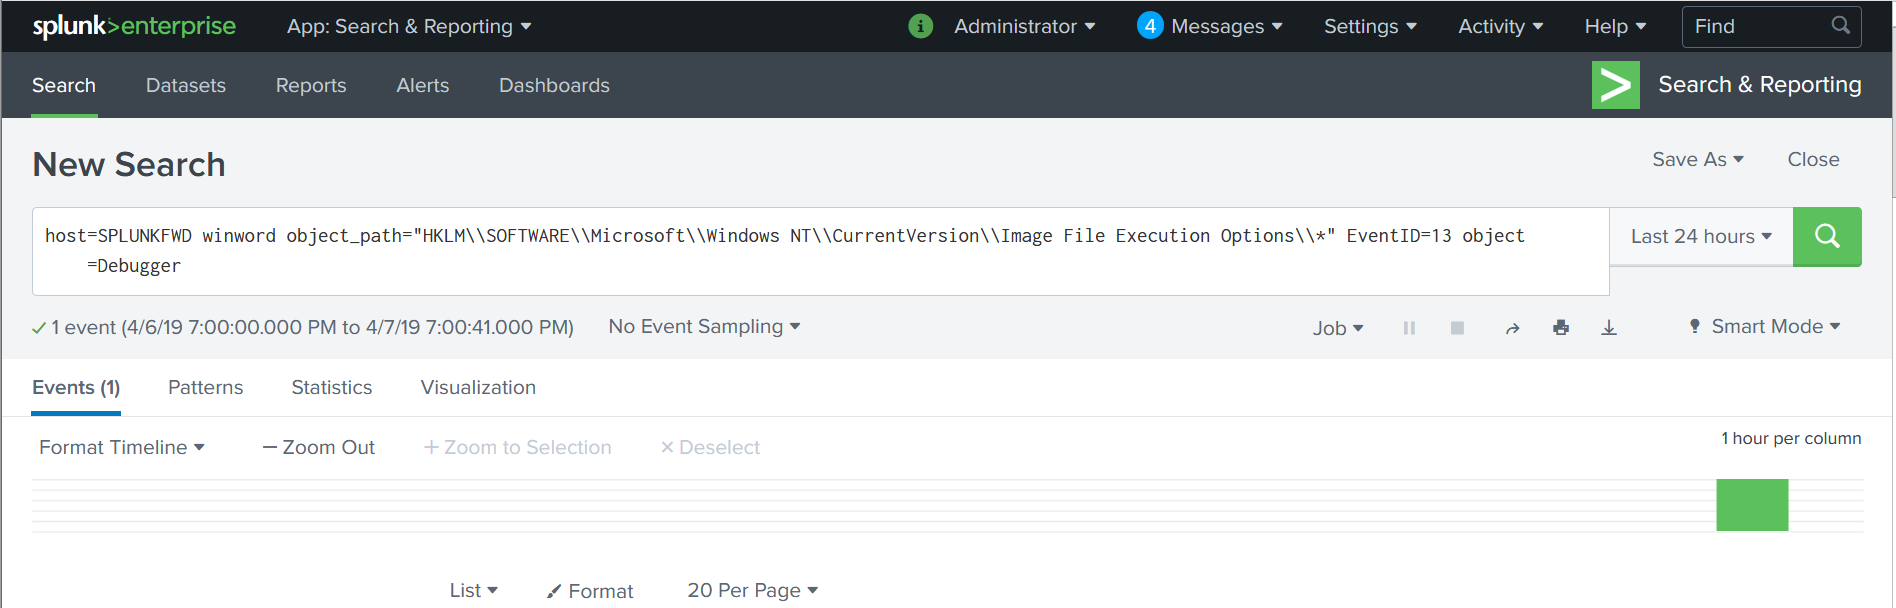 splunk>enterprise App: Search & Reporting i Administrator 4 Messages Settings Activity Help Find
Search Datasets Reports Alerts Dashboards > Search & Reporting
New Search Save As Close
host=SPLUNKFWD winword object_path="HKLM\\SOFTWARE\\Microsoft\\Windows NT\\CurrentVersion\\Image File Execution Options\\*" EventID=13 object
=Debugger
Last 24 hours
✓ 1 event (4/6/19 7:00:00.000 PM to 4/7/19 7:00:41.000 PM) No Event Sampling Job Smart Mode
Events (1) Patterns Statistics Visualization
Format Timeline — Zoom Out + Zoom to Selection × Deselect 1 hour per column
List Format 20 Per Page